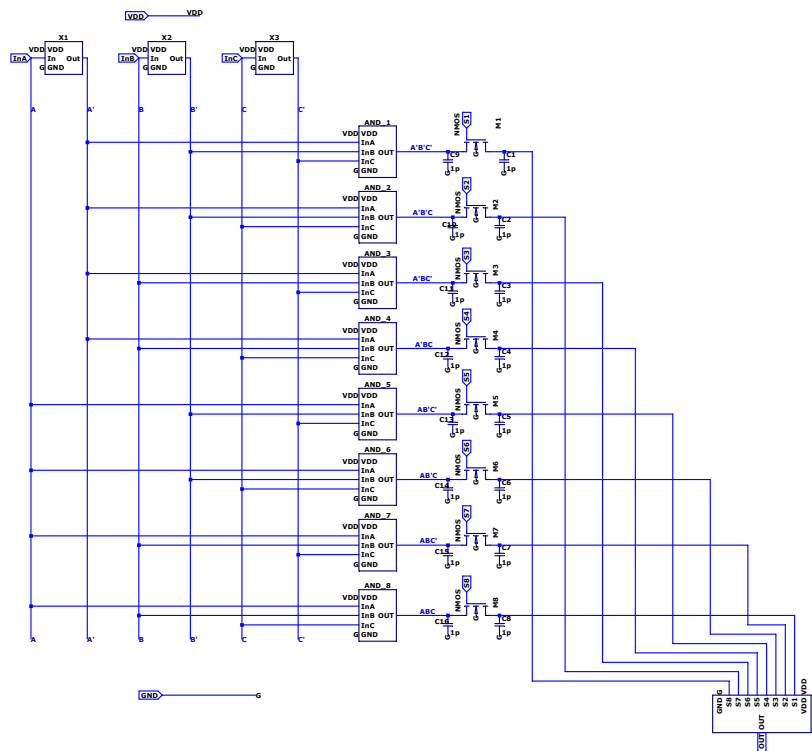 VDD VDD
X1 X2 X3
VDD VDD VDD VDD VDD VDD
InA In Out InB In Out InC In Out
G GND G GND G GND
A A' B B' C C'
AND_1
VDD VDD
InA
InB OUT
InC
G GND
A'B'C'
C9
G 1p
NMOS
S1
G
M1
C1
G 1p
AND_2
VDD VDD
InA
InB OUT
InC
G GND
A'B'C
C10
G 1p
NMOS
S2
G
M2
C2
G 1p
AND_3
VDD VDD
InA
InB OUT
InC
G GND
A'BC'
C11
G 1p
NMOS
S3
G
M3
C3
G 1p
AND_4
VDD VDD
InA
InB OUT
InC
G GND
A'BC
C12
G 1p
NMOS
S4
G
M4
C4
G 1p
AND_5
VDD VDD
InA
InB OUT
InC
G GND
AB'C'
C13
G 1p
NMOS
S5
G
M5
C5
G 1p
AND_6
VDD VDD
InA
InB OUT
InC
G GND
AB'C
C14
G 1p
NMOS
S6
G
M6
C6
G 1p
AND_7
VDD VDD
InA
InB OUT
InC
G GND
ABC'
C15
G 1p
NMOS
S7
G
M7
C7
G 1p
AND_8
VDD VDD
InA
InB OUT
InC
G GND
ABC
C16
G 1p
NMOS
S8
G
M8
C8
G 1p
A A' B B' C C'
GND G
GND G
S8 S7 S6 S5 S4 S3 S2 S1
VDD VDD
OUT
OUT